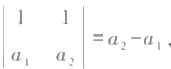 | 1 1 |
| a₁ a₂ | = a₂ − a₁ ,